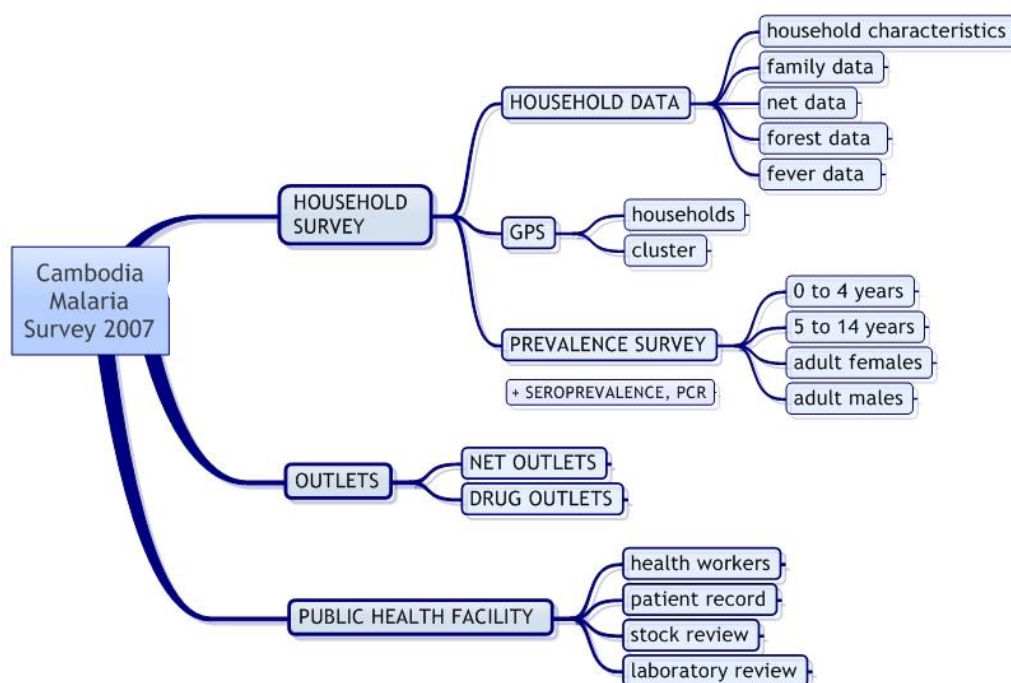 Cambodia
Malaria
Survey 2007
HOUSEHOLD
SURVEY
HOUSEHOLD DATA
household characteristics
family data
net data
forest data
fever data
GPS
households
cluster
PREVALENCE SURVEY
+ SEROPREVALENCE, PCR
0 to 4 years
5 to 14 years
adult females
adult males
OUTLETS
NET OUTLETS
DRUG OUTLETS
PUBLIC HEALTH FACILITY
health workers
patient record
stock review
laboratory review